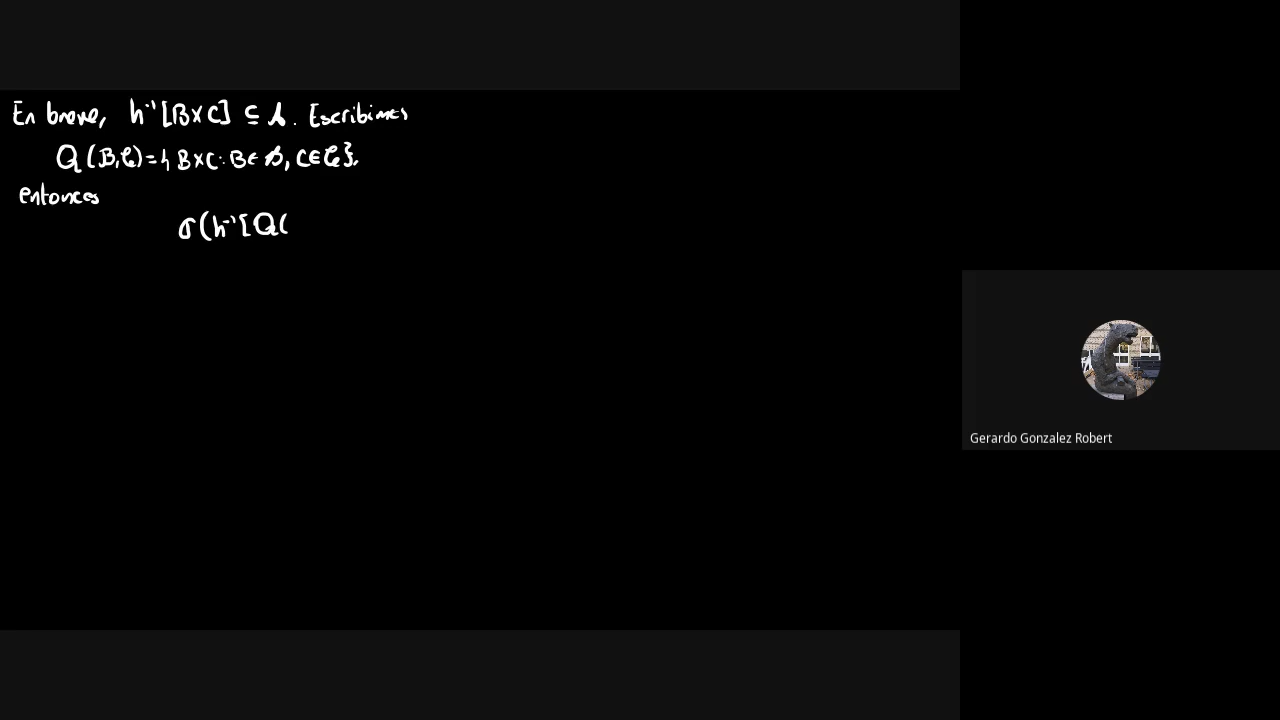 En breve, h⁻¹[B×C] ⊆ 𝒜. Escribimos
Q(ℬ,𝒞)={B×C: B∈ℬ, C∈𝒞}.
entonces
σ(h⁻¹[Q(
Gerardo Gonzalez Robert